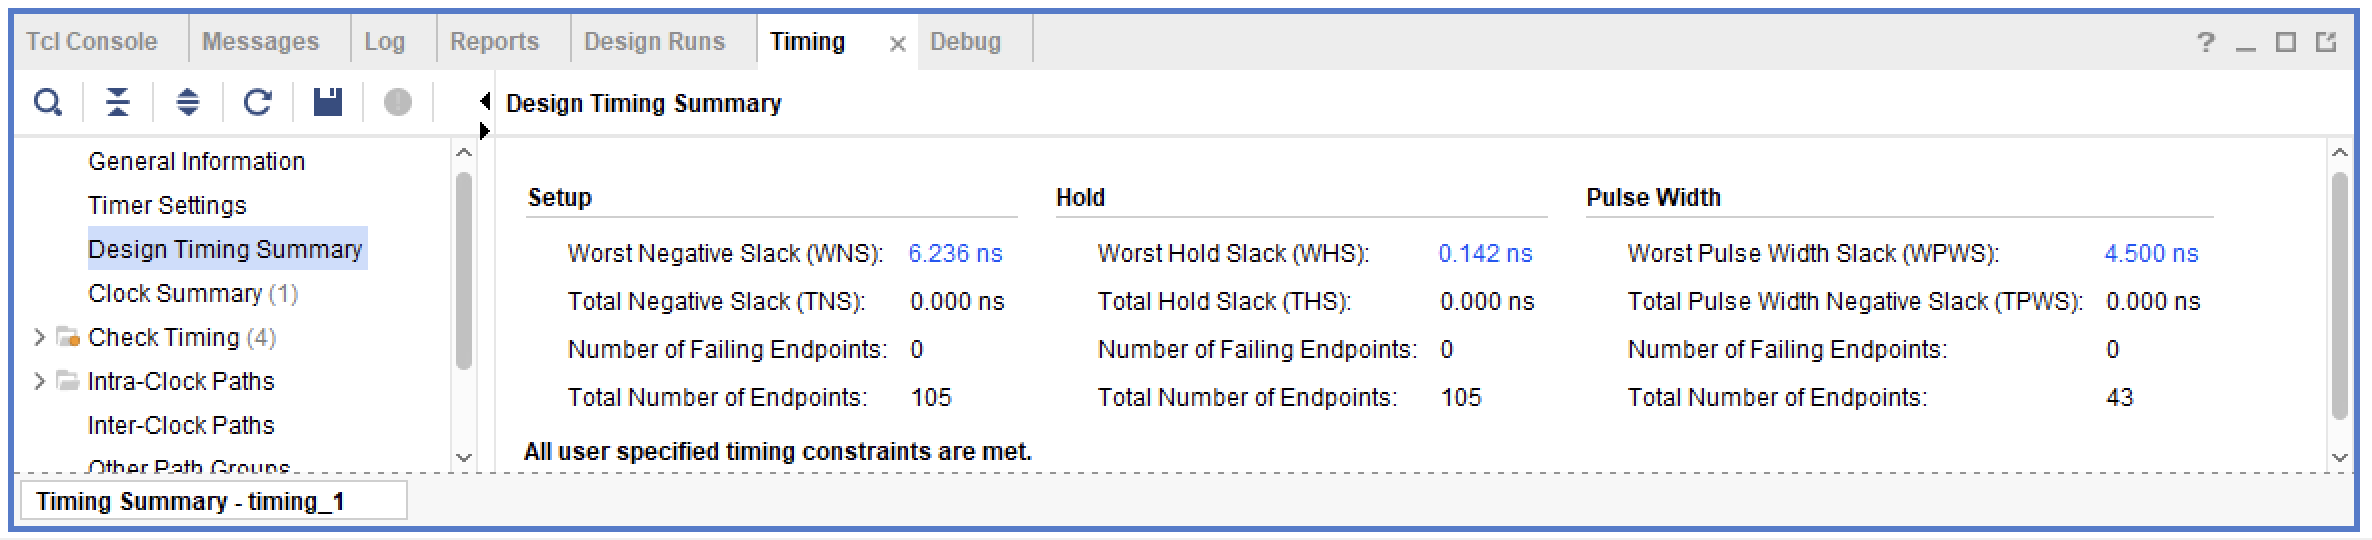 Tcl Console Messages Log Reports Design Runs Timing Debug
Design Timing Summary
General Information
Timer Settings
Design Timing Summary
Clock Summary (1)
Check Timing (4)
Intra-Clock Paths
Inter-Clock Paths
Other Path Groups
Setup
Worst Negative Slack (WNS): 6.236 ns
Total Negative Slack (TNS): 0.000 ns
Number of Failing Endpoints: 0
Total Number of Endpoints: 105
Hold
Worst Hold Slack (WHS): 0.142 ns
Total Hold Slack (THS): 0.000 ns
Number of Failing Endpoints: 0
Total Number of Endpoints: 105
Pulse Width
Worst Pulse Width Slack (WPWS): 4.500 ns
Total Pulse Width Negative Slack (TPWS): 0.000 ns
Number of Failing Endpoints: 0
Total Number of Endpoints: 43
All user specified timing constraints are met.
Timing Summary - timing_1